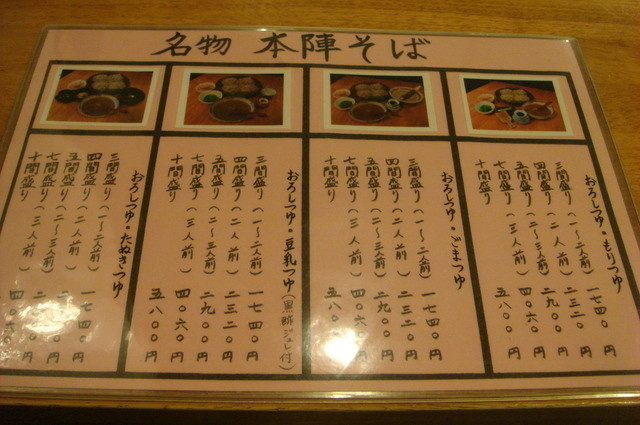 名物 本陣そば
おろしつゆ・もりつゆ
三間盛り（一〜二人前）一七四〇円
四間盛り（二人前）二三二〇円
五間盛り（二〜三人前）二九〇〇円
七間盛り（三人前）四〇六〇円
十間盛り 五八〇〇円
おろしつゆ・ごまつゆ
三間盛り（一〜二人前）一七四〇円
四間盛り（二人前）二三二〇円
五間盛り（二〜三人前）二九〇〇円
七間盛り（三人前）四〇六〇円
十間盛り 五八〇〇円
おろしつゆ・豆乳つゆ（黒酢ジュレ付）
三間盛り（一〜二人前）一七四〇円
四間盛り（二人前）二三二〇円
五間盛り（二〜三人前）二九〇〇円
七間盛り（三人前）四〇六〇円
十間盛り 五八〇〇円
おろしつゆ・たぬきつゆ
三間盛り（一〜二人前）一七四〇円
四間盛り（二人前）円
五間盛り（二〜三人前）円
七間盛り（三人前）円
十間盛り